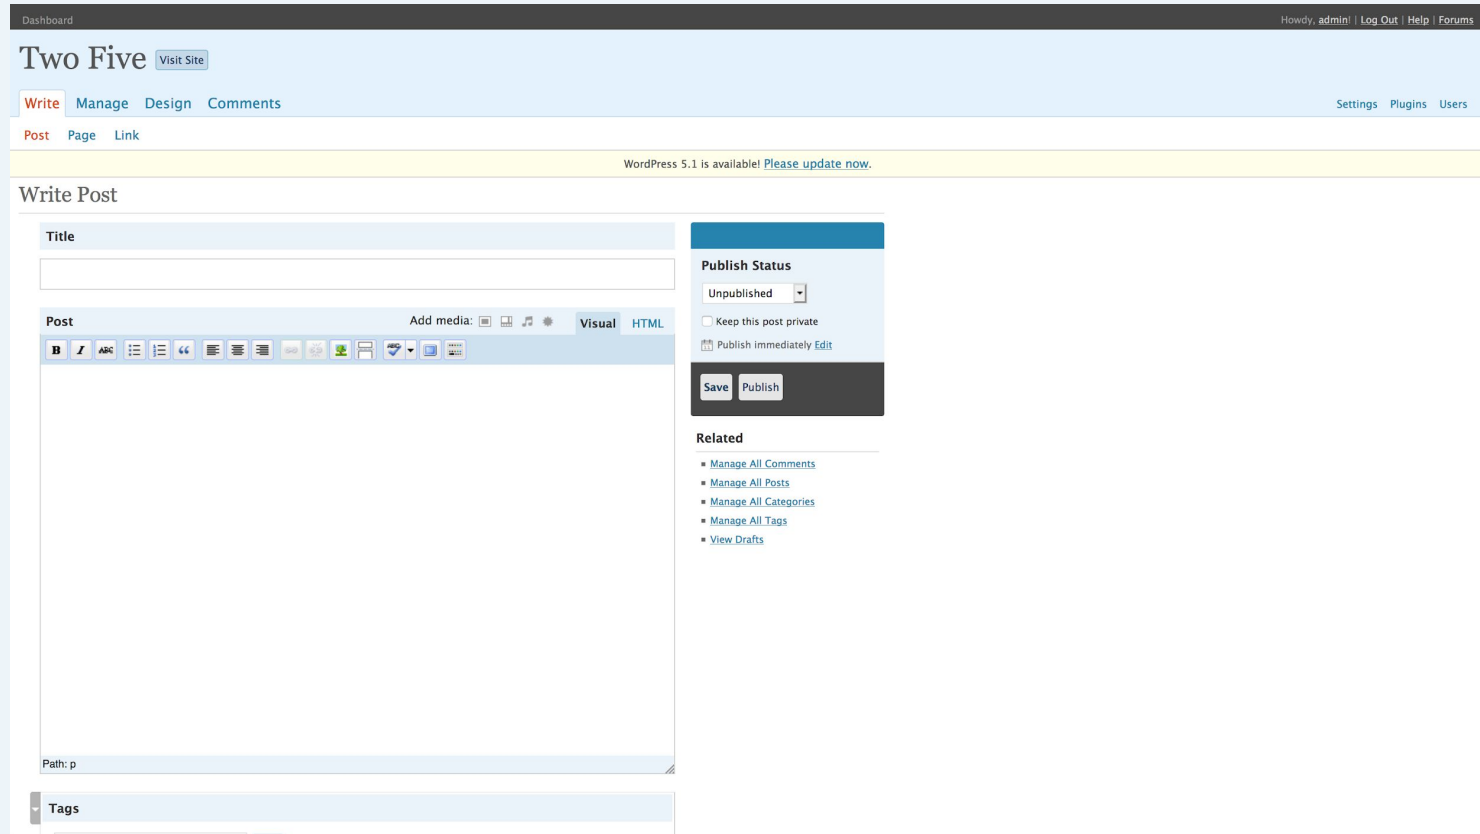 Dashboard
Howdy, admin! | Log Out | Help | Forums
Two Five Visit Site
Write Manage Design Comments
Settings Plugins Users
Post Page Link
WordPress 5.1 is available! Please update now.
Write Post
Title
Post
Add media:
Visual HTML
B I ABC
ABC
Path: p
Tags
Publish Status
Unpublished
Keep this post private
Publish immediately Edit
Save Publish
Related
Manage All Comments
Manage All Posts
Manage All Categories
Manage All Tags
View Drafts